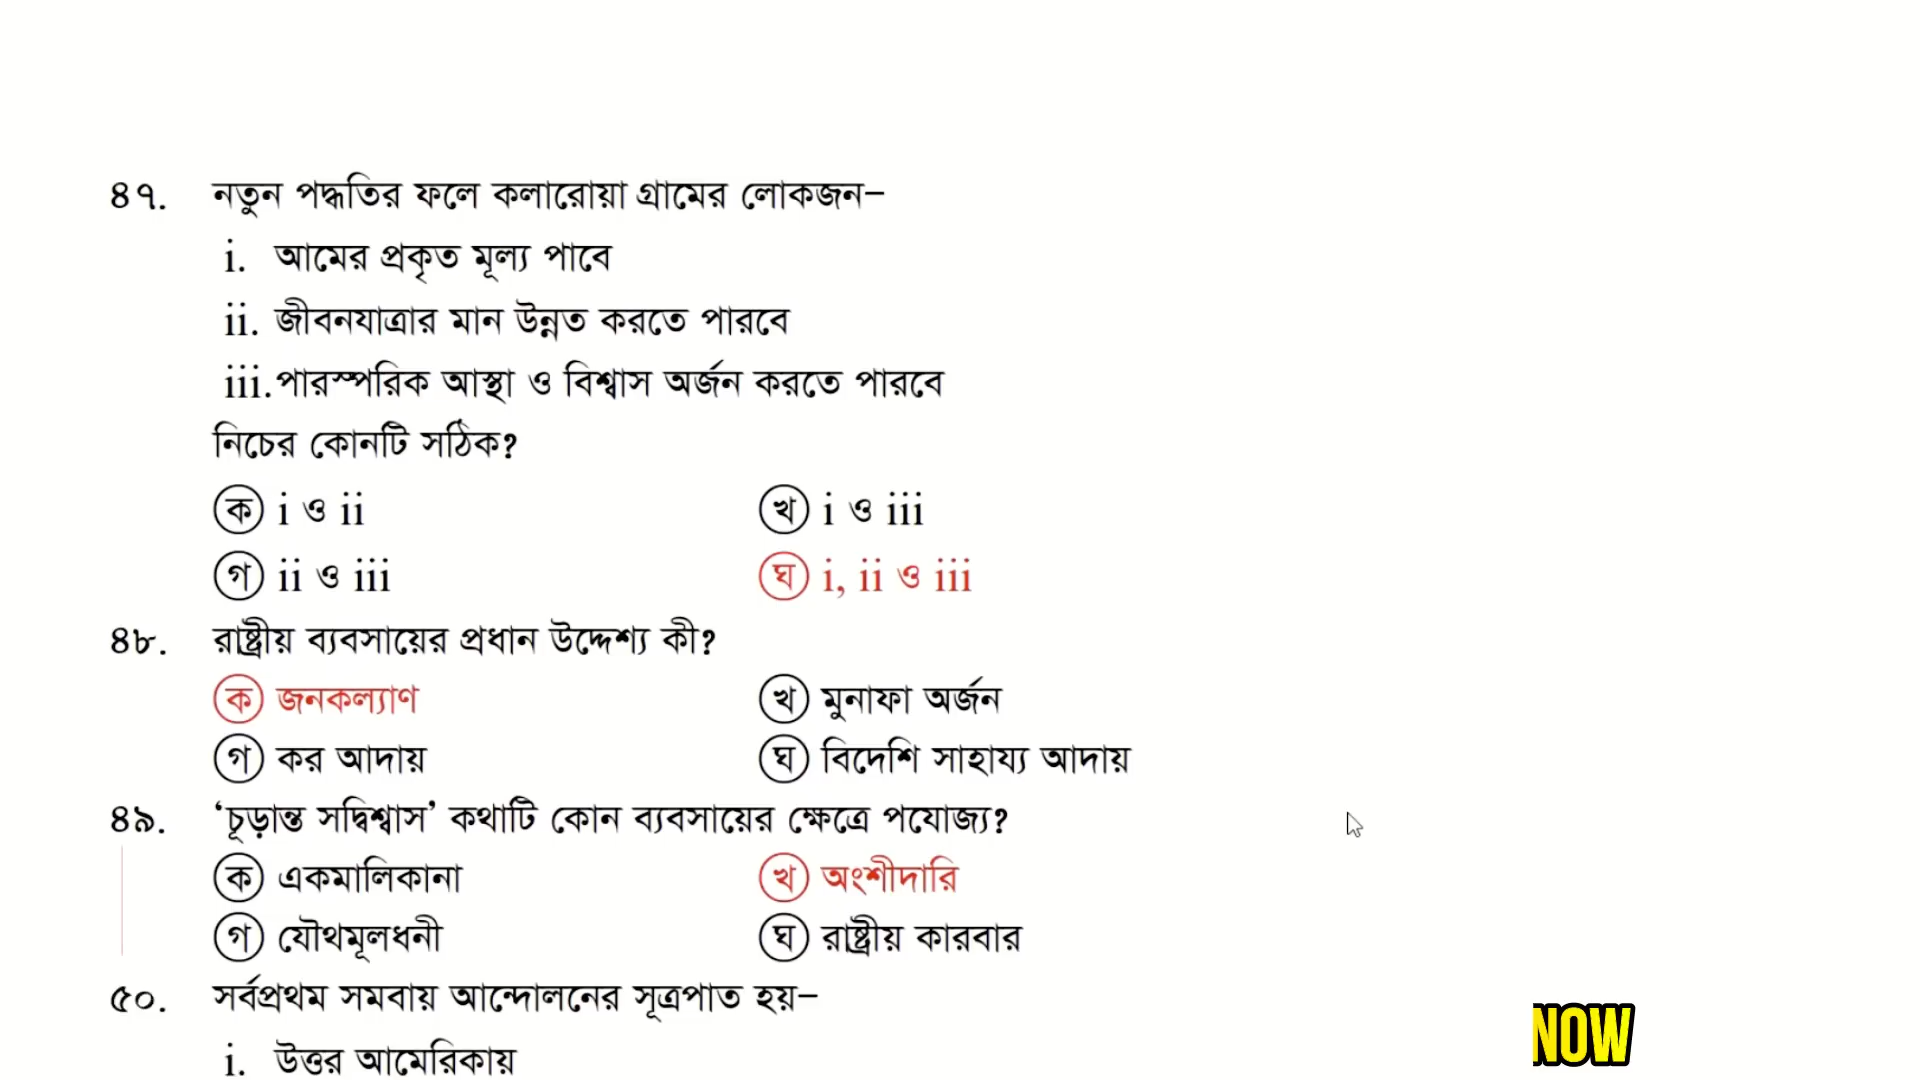 ৪৭. নতুন পদ্ধতির ফলে কলারোয়া গ্রামের লোকজন–
i. আমের প্রকৃত মূল্য পাবে
ii. জীবনযাত্রার মান উন্নত করতে পারবে
iii. পারস্পরিক আস্থা ও বিশ্বাস অর্জন করতে পারবে
নিচের কোনটি সঠিক?
ক i ও ii খ i ও iii
গ ii ও iii ঘ i, ii ও iii
৪৮. রাষ্ট্রীয় ব্যবসায়ের প্রধান উদ্দেশ্য কী?
ক জনকল্যাণ খ মুনাফা অর্জন
গ কর আদায় ঘ বিদেশি সাহায্য আদায়
৪৯. ‘চূড়ান্ত সদ্বিশ্বাস’ কথাটি কোন ব্যবসায়ের ক্ষেত্রে পযোজ্য?
ক একমালিকানা খ অংশীদারি
গ যৌথমূলধনী ঘ রাষ্ট্রীয় কারবার
৫০. সর্বপ্রথম সমবায় আন্দোলনের সূত্রপাত হয়–
i. উত্তর আমেরিকায়
NOW